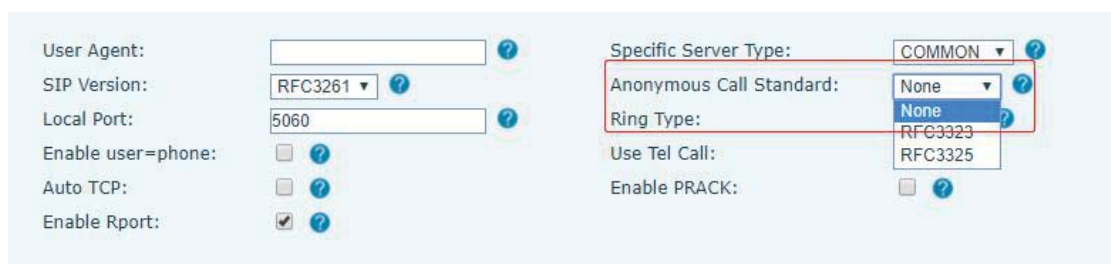 User Agent:
Specific Server Type: COMMON
SIP Version: RFC3261
Anonymous Call Standard: None
None
Local Port: 5060
Ring Type:
RFC3323
Enable user=phone:
Use Tel Call:
RFC3325
Auto TCP:
Enable PRACK:
Enable Rport: